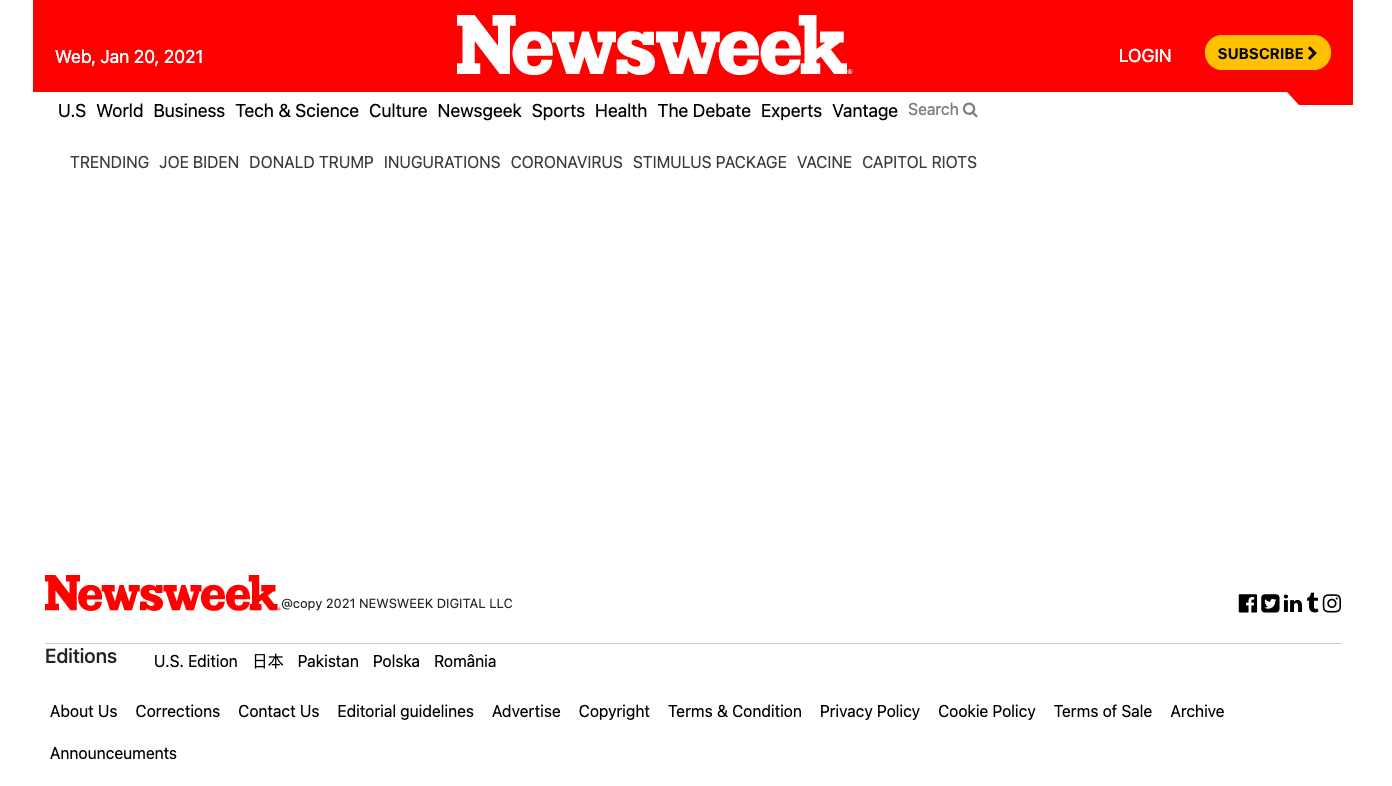 Web, Jan 20, 2021
Newsweek
LOGIN
SUBSCRIBE
U.S World Business Tech & Science Culture Newsgeek Sports Health The Debate Experts Vantage Search
TRENDING JOE BIDEN DONALD TRUMP INUGURATIONS CORONAVIRUS STIMULUS PACKAGE VACINE CAPITOL RIOTS
Newsweek @copy 2021 NEWSWEEK DIGITAL LLC
Editions U.S. Edition 日本 Pakistan Polska România
About Us Corrections Contact Us Editorial guidelines Advertise Copyright Terms & Condition Privacy Policy Cookie Policy Terms of Sale Archive
Announceuments